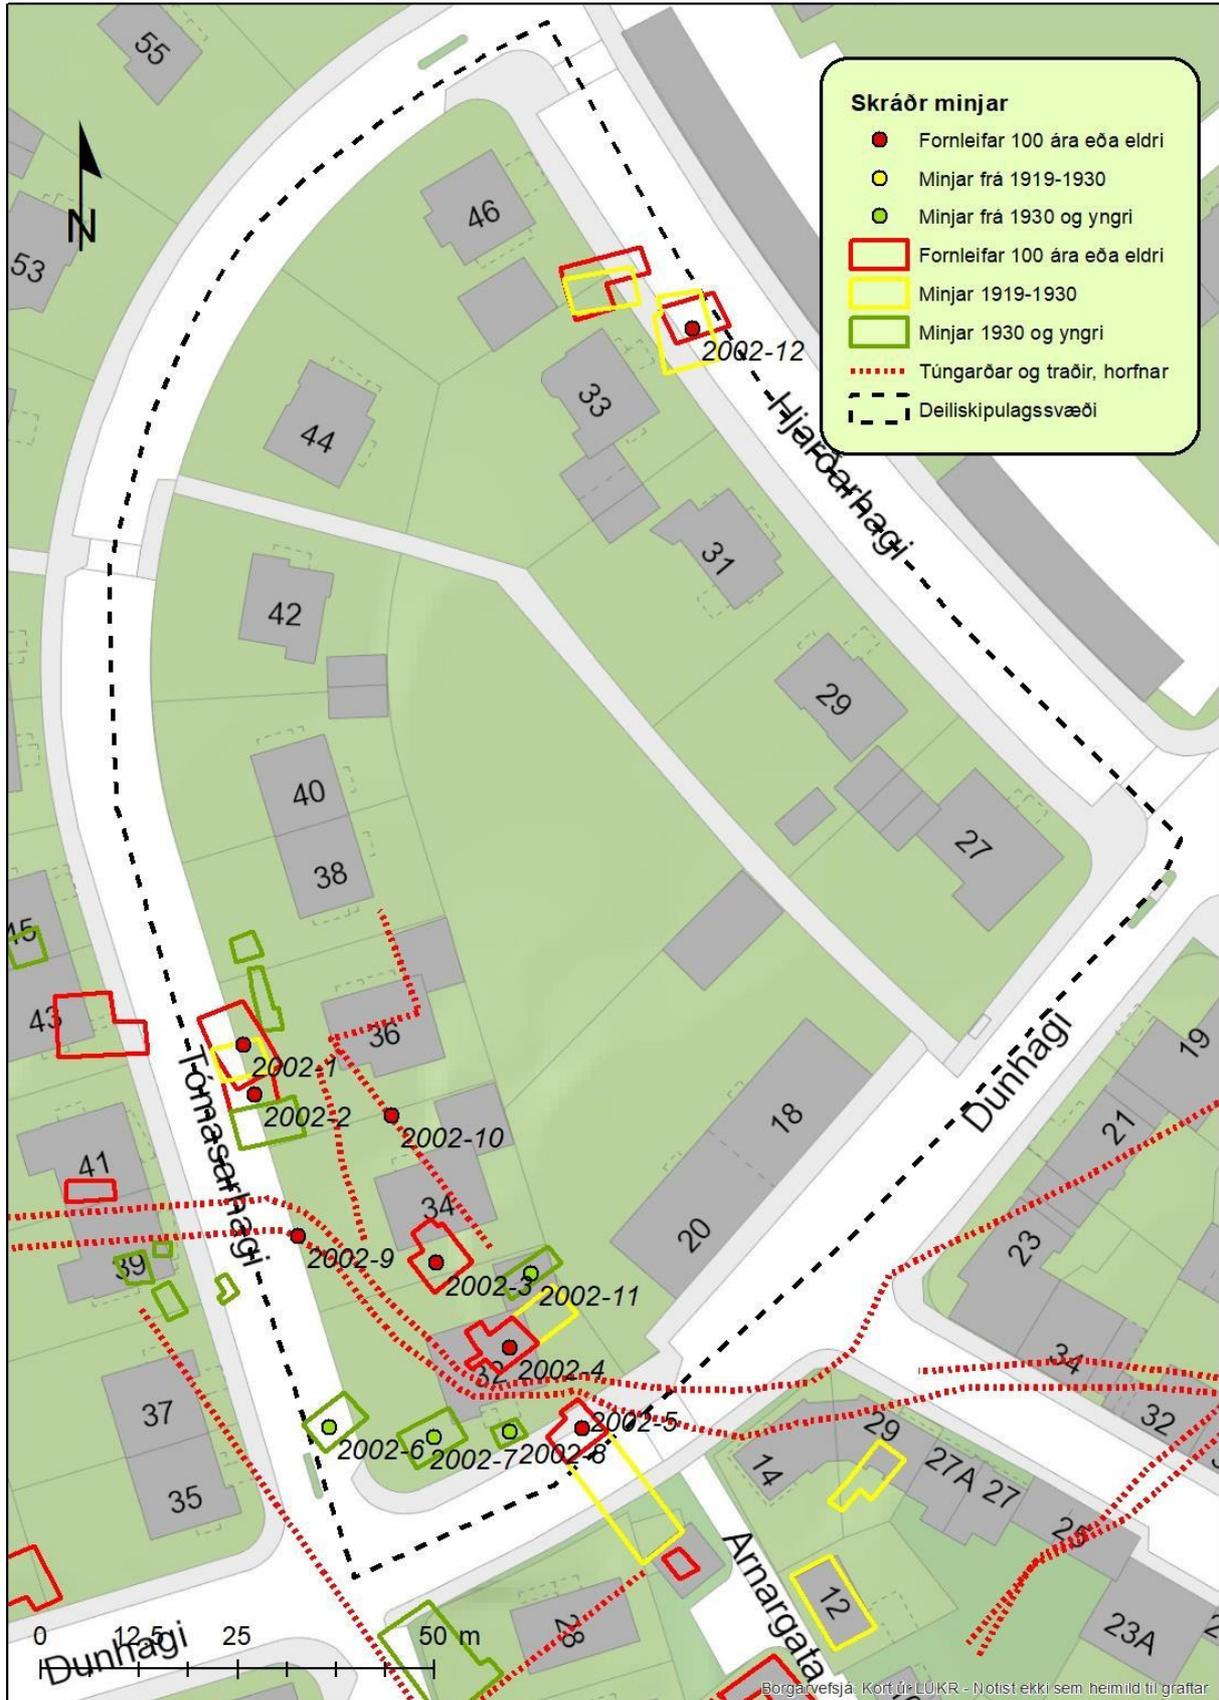 55
Skráðr minjar
Fornleifar 100 ára eða eldri
Minjar frá 1919-1930
Minjar frá 1930 og yngri
Fornleifar 100 ára eða eldri
Minjar 1919-1930
Minjar 1930 og yngri
Túngarðar og traðir, horfnar
Deiliskipulagssvæði
N
53
46
2002-12
33
44
Hjarðarhagi
31
42
29
40
27
38
45
43
36
19
2002-1
Tómasarhagi
2002-2
Dunhagi
18
21
2002-10
41
34
20
23
2002-9
39
2002-3
2002-11
34
32
2002-4
37
32
2002-5
2002-6
2002-7
2002-8
29
14
27A
27
35
25
Arnargata
12
28
23A
0 12,5 25 50 m
Dunhagi
Borgarvefsjá: Kort úr LÚKR - Notist ekki sem heimild til graftar